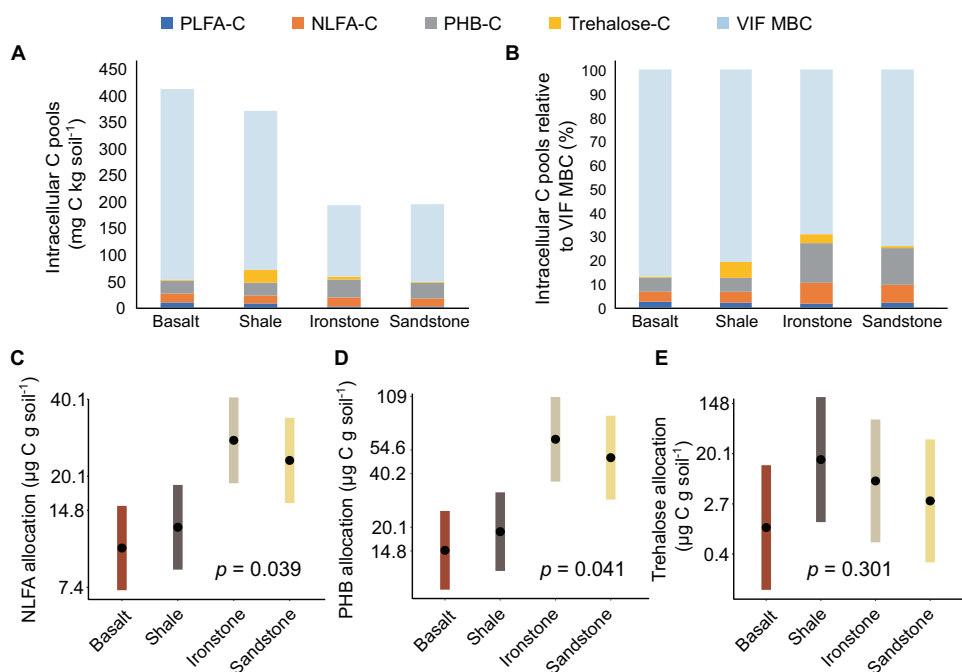 PLFA-C NLFA-C PHB-C Trehalose-C VIF MBC
A
Intracellular C pools
(mg C kg soil⁻¹)
450
400
350
300
250
200
150
100
50
0
Basalt Shale Ironstone Sandstone
B
Intracellular C pools relative
to VIF MBC (%)
100
90
80
70
60
50
40
30
20
10
0
Basalt Shale Ironstone Sandstone
C
NLFA allocation (µg C g soil⁻¹)
40.1
20.1
14.8
7.4
p = 0.039
Basalt Shale Ironstone Sandstone
D
PHB allocation (µg C g soil⁻¹)
109
54.6
40.2
20.1
14.8
p = 0.041
Basalt Shale Ironstone Sandstone
E
Trehalose allocation
(µg C g soil⁻¹)
148
20.1
2.7
0.4
p = 0.301
Basalt Shale Ironstone Sandstone